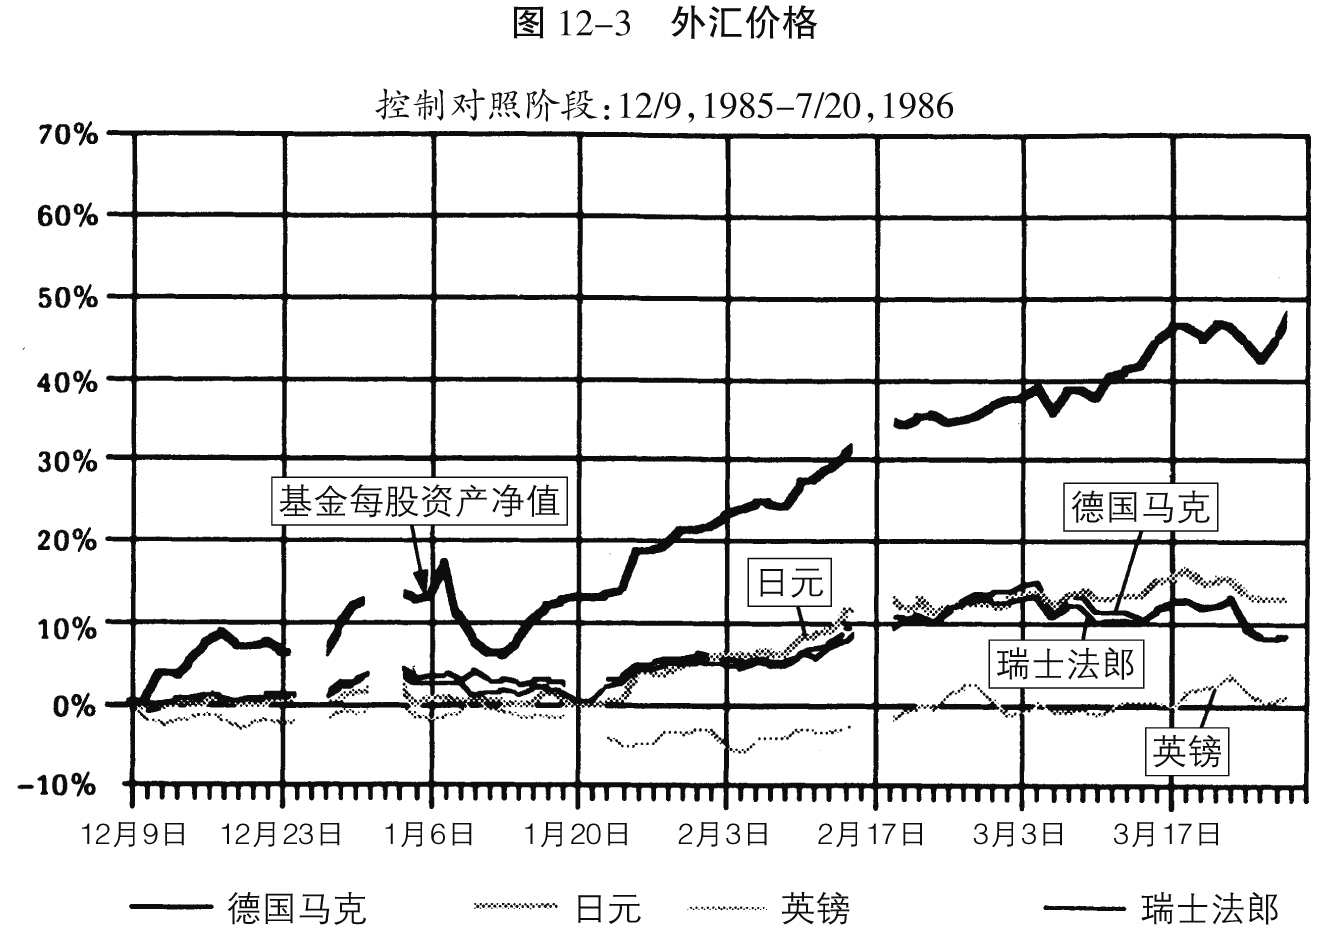 图 12–3 外汇价格
控制对照阶段:12/9,1985–7/20,1986
70%
60%
50%
40%
30%
20%
10%
0%
-10%
基金每股资产净值
德国马克
日元
瑞士法郎
英镑
12月9日 12月23日 1月6日 1月20日 2月3日 2月17日 3月3日 3月17日
德国马克 日元 英镑 瑞士法郎